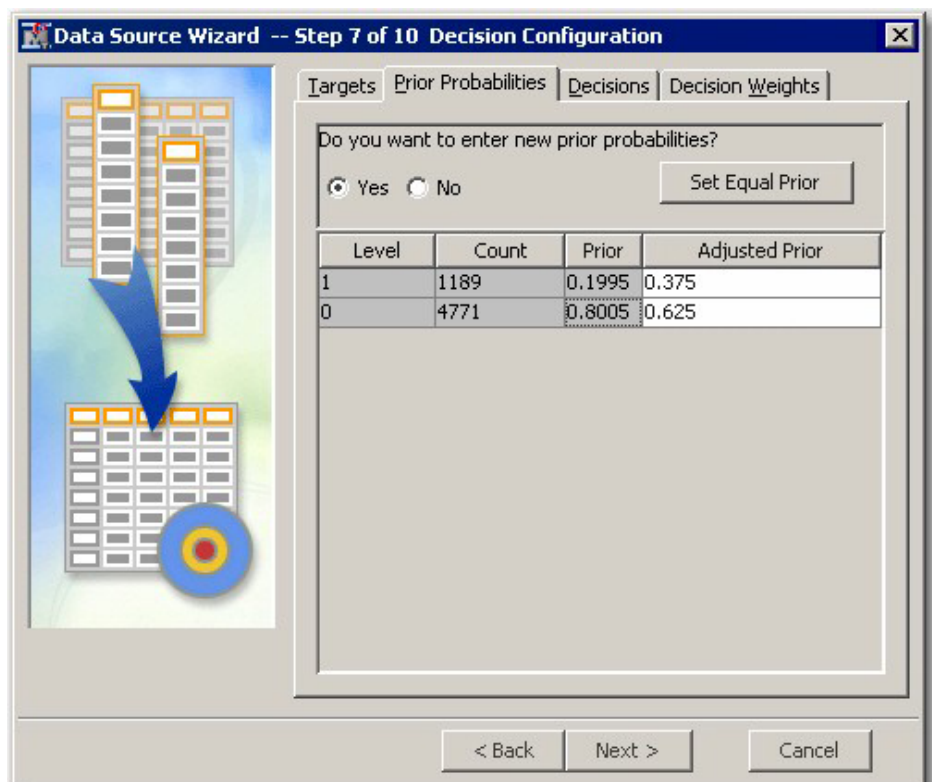 Data Source Wizard -- Step 7 of 10 Decision Configuration
Targets Prior Probabilities Decisions Decision Weights
Do you want to enter new prior probabilities?
Yes No Set Equal Prior
Level Count Prior Adjusted Prior
1 1189 0.1995 0.375
0 4771 0.8005 0.625
< Back Next > Cancel